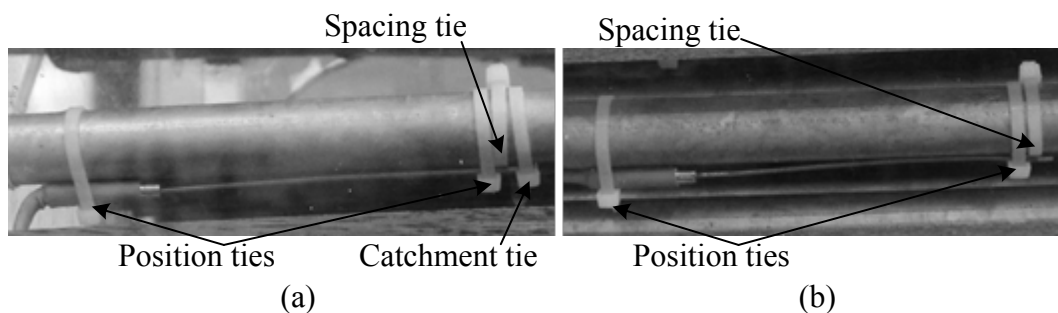 Spacing tie
Spacing tie
Position ties
Catchment tie
Position ties
(a)
(b)